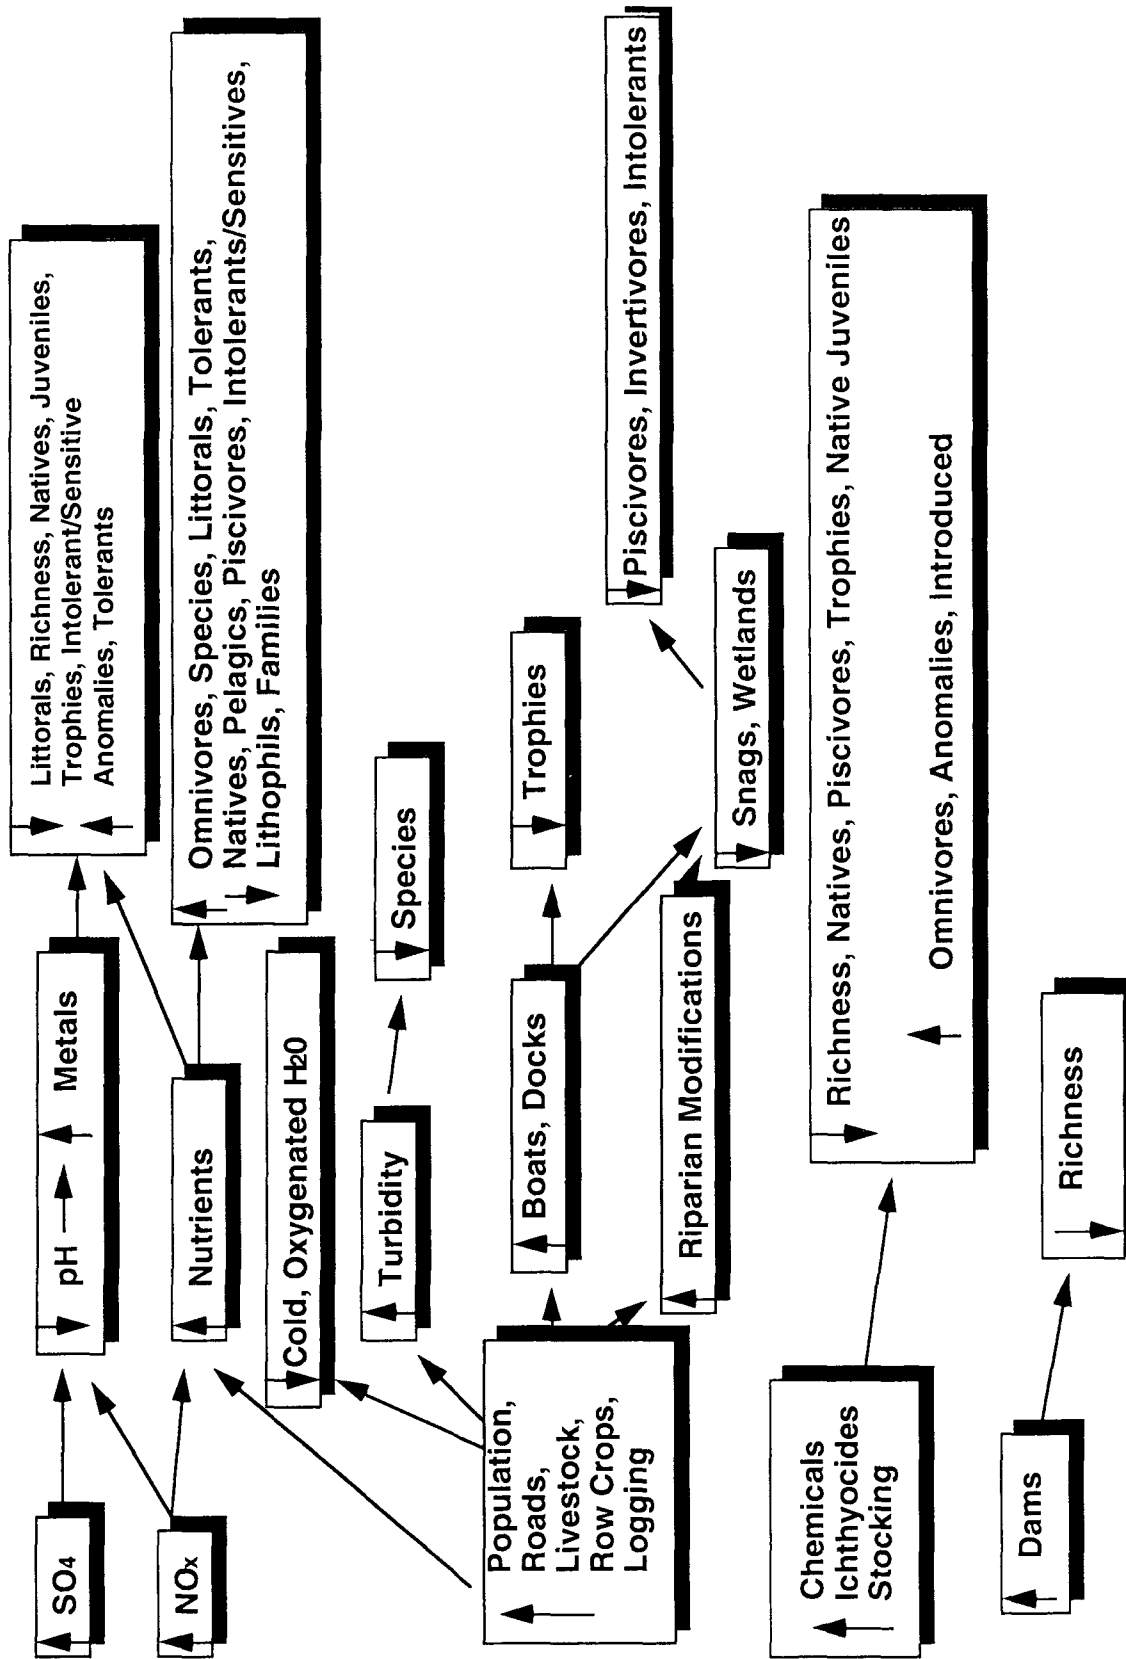 SO4
NOx
Population,
Roads,
Livestock,
Row Crops,
Logging
Chemicals
Ichthyocides
Stocking
Dams
pH
Metals
Nutrients
Cold, Oxygenated H2O
Turbidity
Boats, Docks
Riparian Modifications
Species
Trophies
Snags, Wetlands
Richness
Littorals, Richness, Natives, Juveniles,
Trophies, Intolerant/Sensitive
Anomalies, Tolerants
Omnivores, Species, Littorals, Tolerants,
Natives, Pelagics, Piscivores, Intolerants/Sensitives,
Lithophils, Families
Piscivores, Invertivores, Intolerants
Richness, Natives, Piscivores, Trophies, Native Juveniles
Omnivores, Anomalies, Introduced